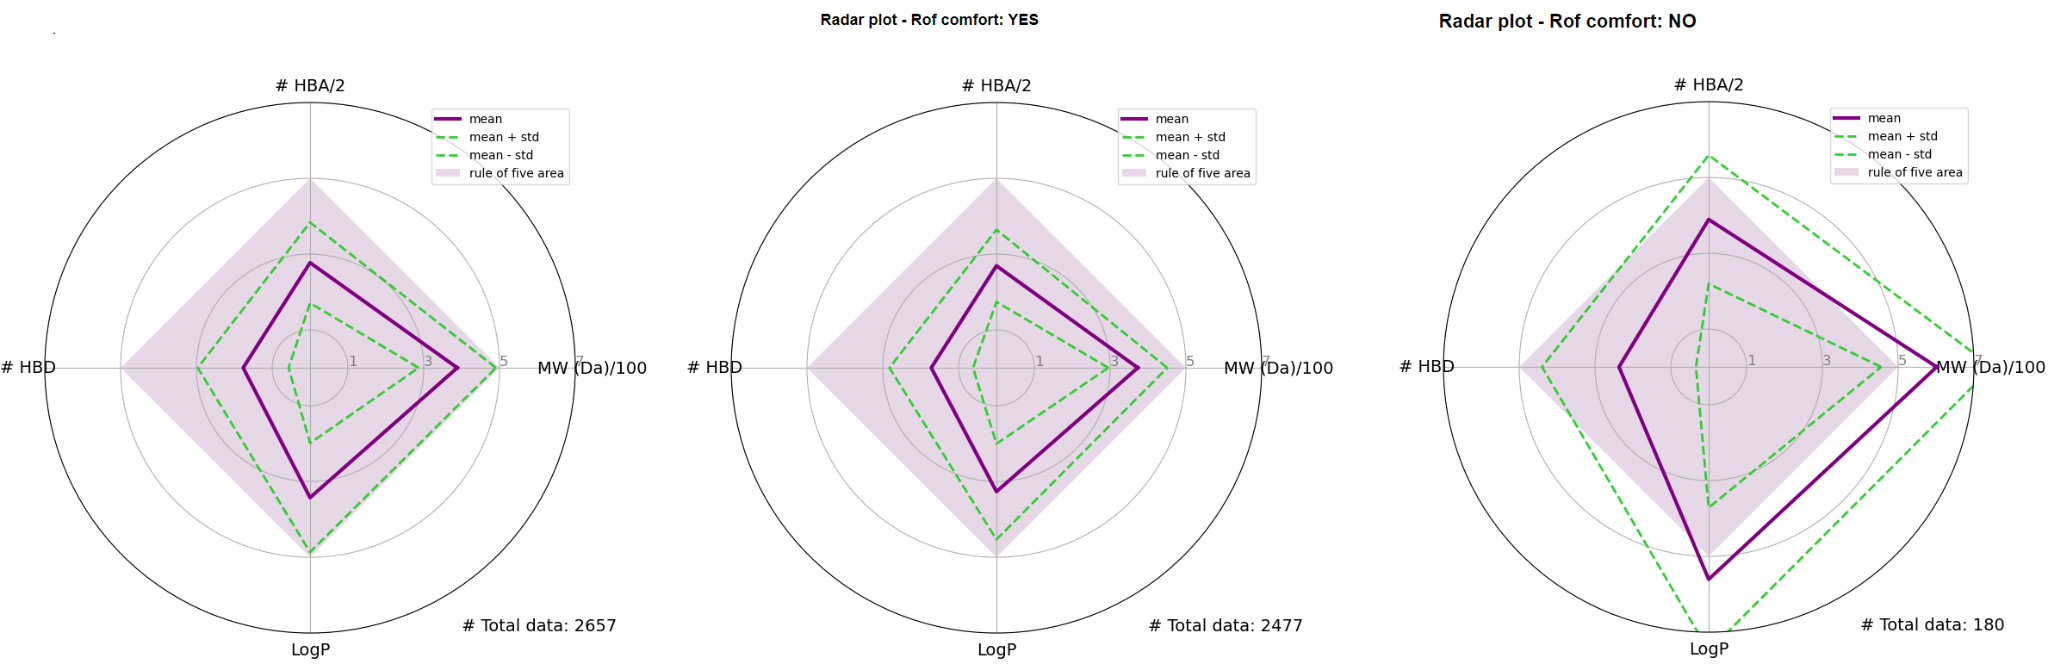 # HBA/2
mean
mean + std
mean - std
rule of five area
1
3
5
7
# HBD
MW (Da)/100
# Total data: 2657
LogP
Radar plot - Rof comfort: YES
# HBA/2
mean
mean + std
mean - std
rule of five area
1
3
5
7
# HBD
MW (Da)/100
# Total data: 2477
LogP
Radar plot - Rof comfort: NO
# HBA/2
mean
mean + std
mean - std
rule of five area
1
3
5
7
# HBD
MW (Da)/100
# Total data: 180
LogP